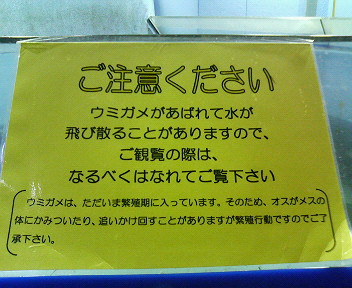 ご注意ください
ウミガメがあばれて水が
飛び散ることがありますので、
ご観覧の際は、
なるべくはなれてご覧下さい
ウミガメは、ただいま繁殖期に入っています。そのため、オスがメスの
体にかみついたり、追いかけ回すことがありますが繁殖行動ですのでご了
承下さい。